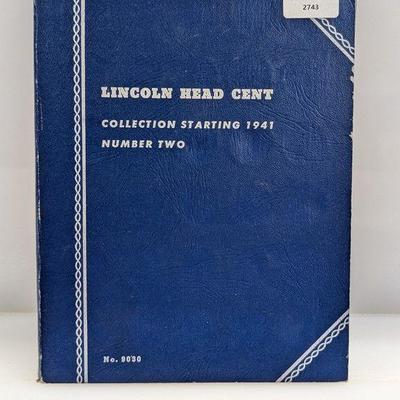 2743
LINCOLN HEAD CENT
COLLECTION STARTING 1941
NUMBER TWO
No. 9030